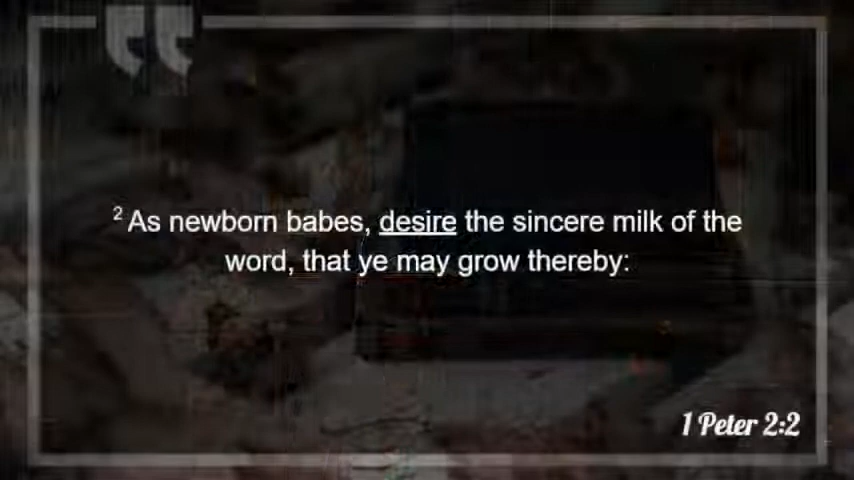 ² As newborn babes, desire the sincere milk of the
word, that ye may grow thereby:
1 Peter 2:2